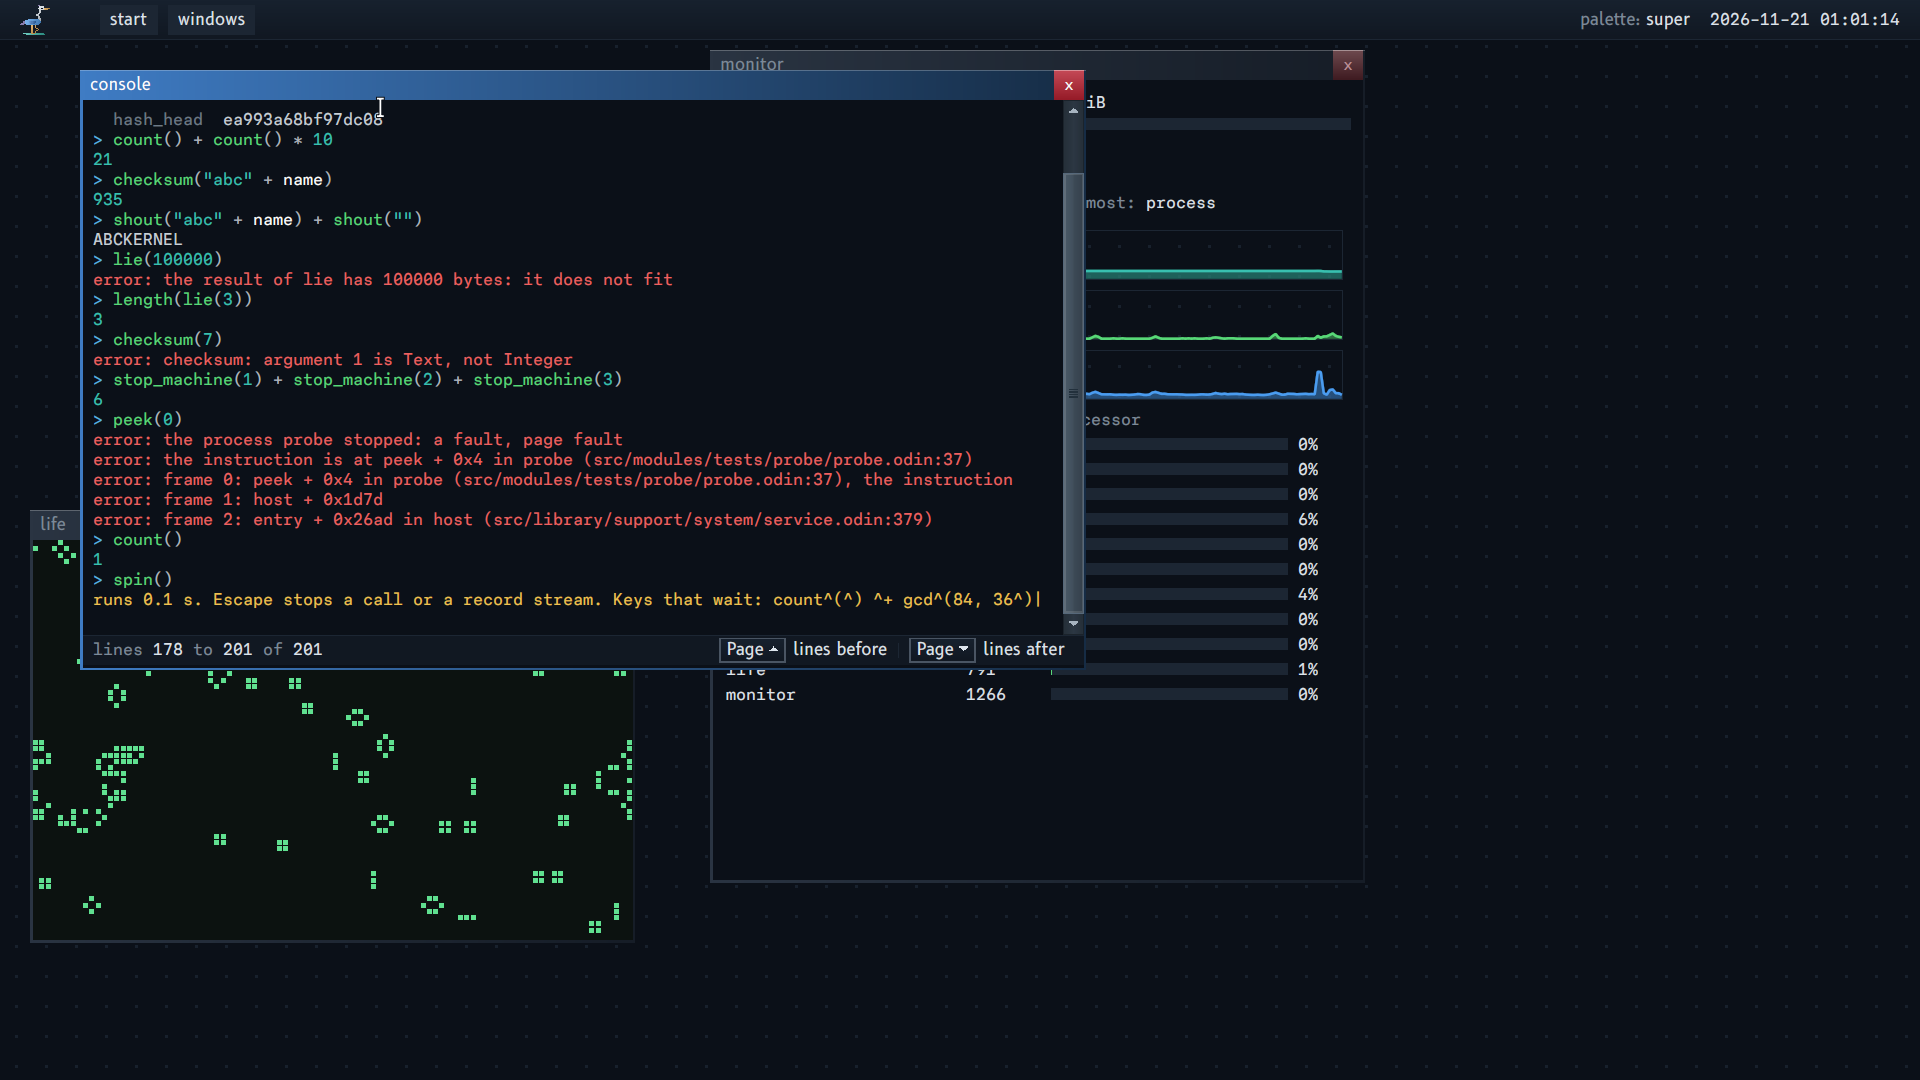 start windows palette: super 2026-11-21 01:01:14
monitor x
console x
iB
hash_head ea993a68bf97dc06
> count() + count() * 10
21
> checksum("abc" + name)
935
> shout("abc" + name) + shout("")
ABCKERNEL
> lie(100000)
error: the result of lie has 100000 bytes: it does not fit
> length(lie(3))
3
> checksum(7)
error: checksum: argument 1 is Text, not Integer
> stop_machine(1) + stop_machine(2) + stop_machine(3)
6
> peek(0)
error: the process probe stopped: a fault, page fault
error: the instruction is at peek + 0x4 in probe (src/modules/tests/probe/probe.odin:37)
error: frame 0: peek + 0x4 in probe (src/modules/tests/probe/probe.odin:37), the instruction
error: frame 1: host + 0x1d7d
error: frame 2: entry + 0x26ad in host (src/library/support/system/service.odin:379)
> count()
1
> spin()
runs 0.1 s. Escape stops a call or a record stream. Keys that wait: count^(^) ^+ gcd^(84, 36^)|
lines 178 to 201 of 201 Page lines before Page lines after
most: process
cessor
0%
0%
0%
6%
0%
0%
4%
0%
0%
life 791 1%
monitor 1266 0%
life